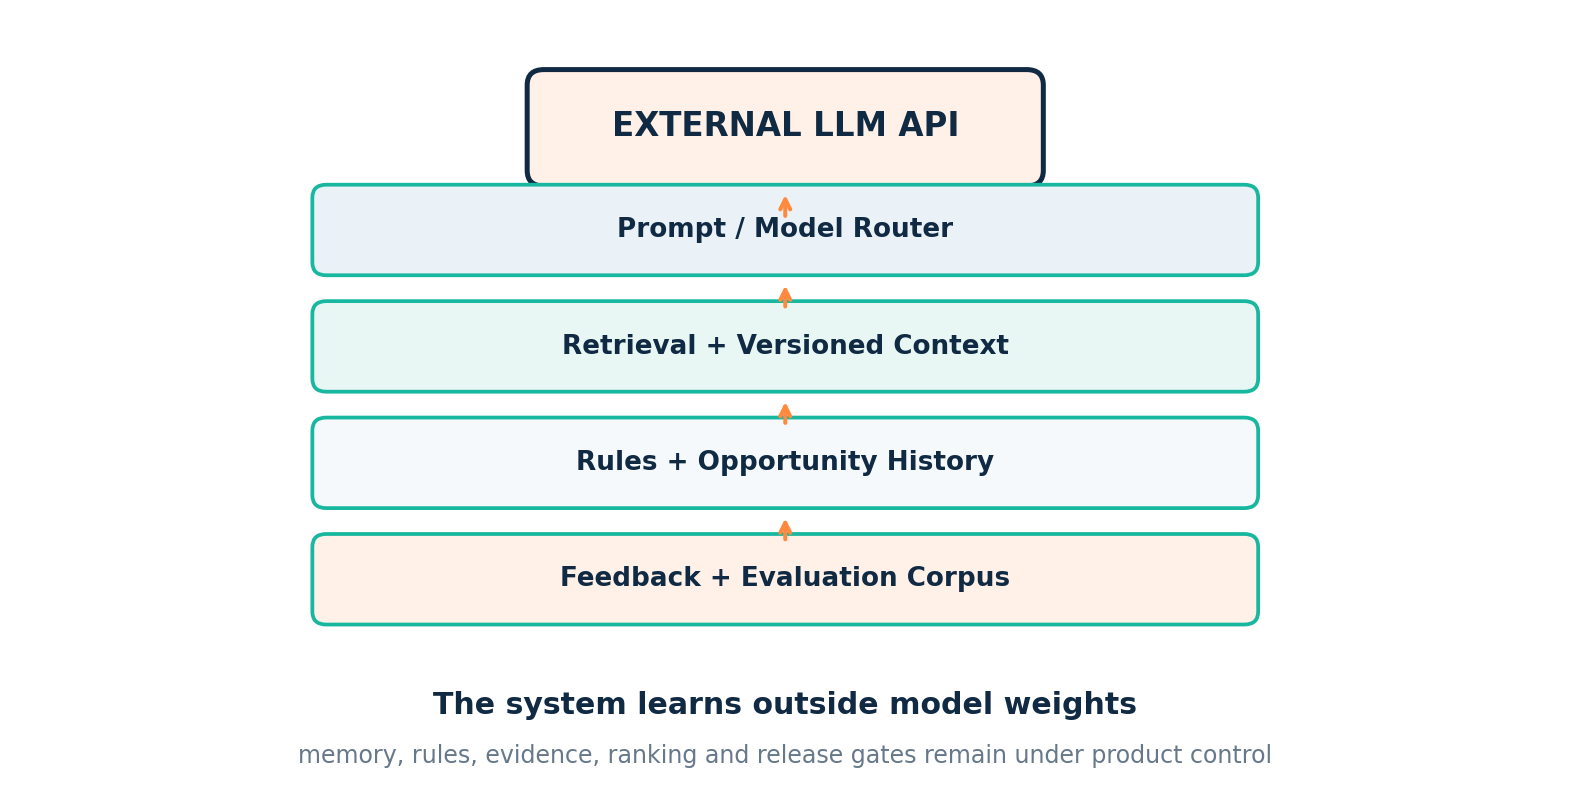 EXTERNAL LLM API
Prompt / Model Router
Retrieval + Versioned Context
Rules + Opportunity History
Feedback + Evaluation Corpus
The system learns outside model weights
memory, rules, evidence, ranking and release gates remain under product control